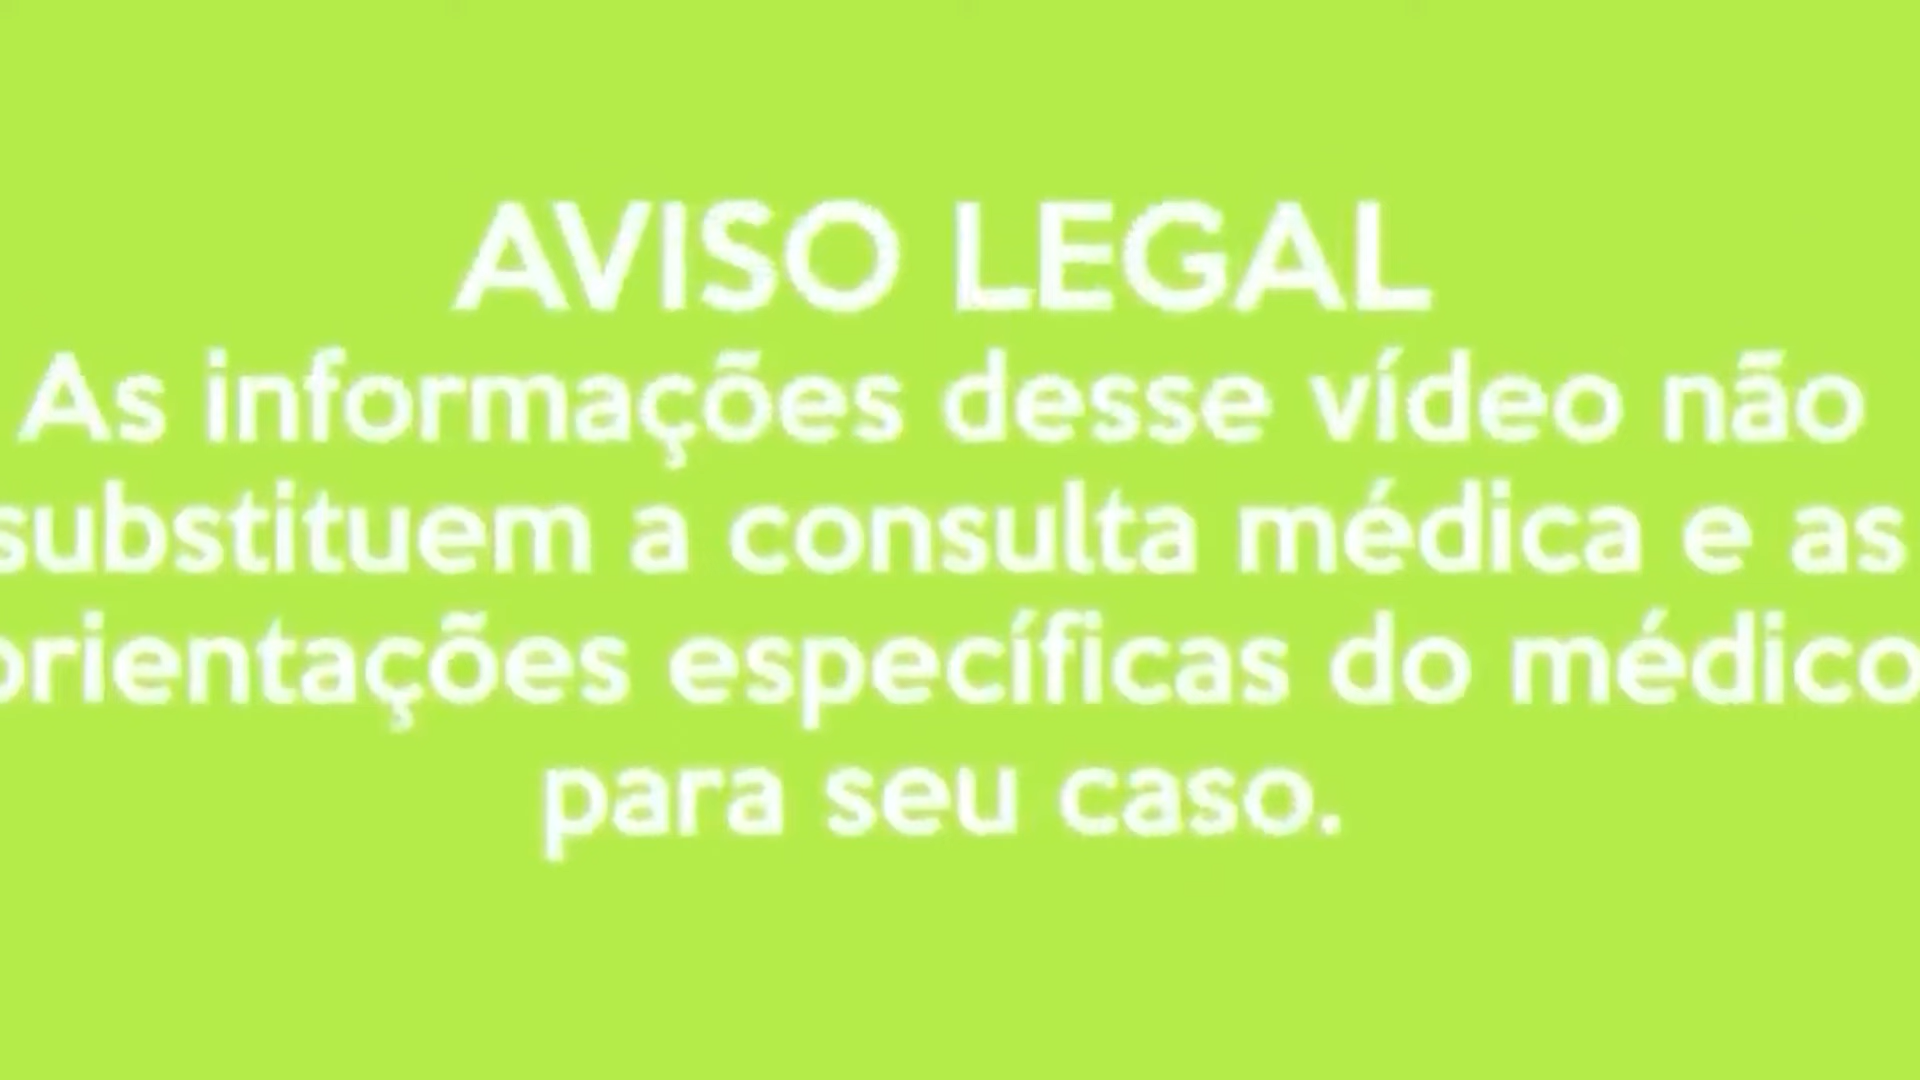 AVISO LEGAL
As informações desse vídeo não
substituem a consulta médica e as
orientações específicas do médico
para seu caso.